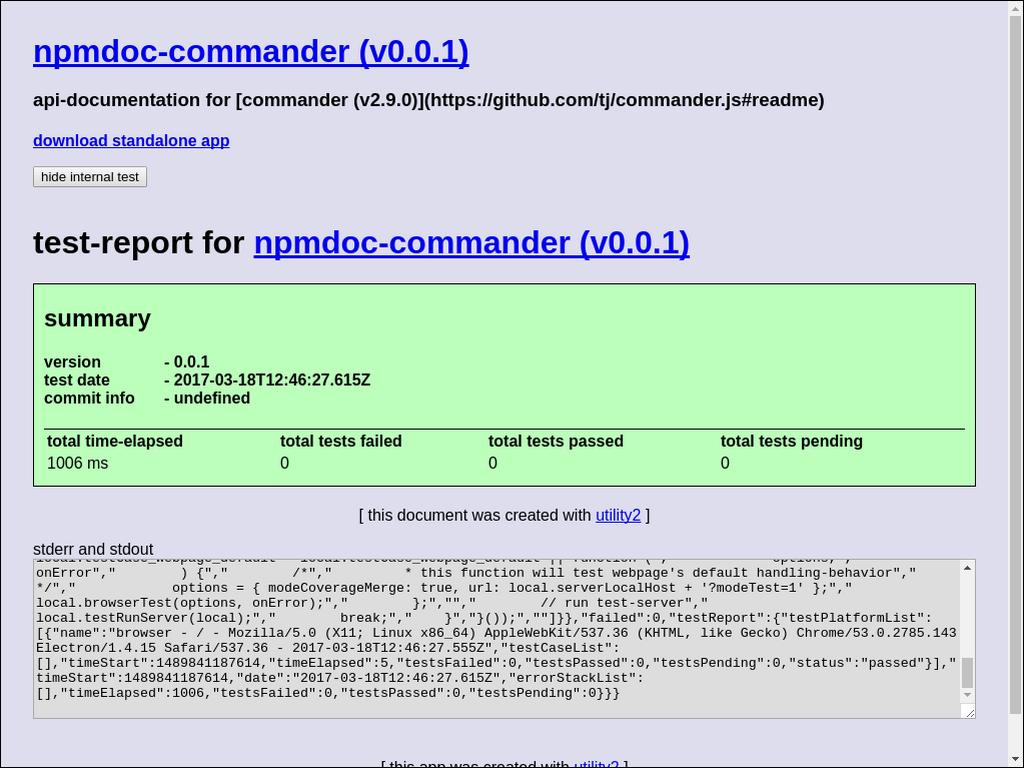 npmdoc-commander (v0.0.1)
api-documentation for [commander (v2.9.0)](https://github.com/tj/commander.js#readme)
download standalone app
hide internal test
test-report for npmdoc-commander (v0.0.1)
summary
version - 0.0.1
test date - 2017-03-18T12:46:27.615Z
commit info - undefined
total time-elapsed total tests failed total tests passed total tests pending
1006 ms 0 0 0
[ this document was created with utility2 ]
stderr and stdout
onError","        ) {","        /*","         * this function will test webpage's default handling-behavior","
*/","            options = { modeCoverageMerge: true, url: local.serverLocalHost + '?modeTest=1' };","
local.browserTest(options, onError);","        };","","        // run test-server","
local.testRunServer(local);","        break;","    }","}());",""]}},"failed":0,"testReport":{"testPlatformList":
[{"name":"browser - / - Mozilla/5.0 (X11; Linux x86_64) AppleWebKit/537.36 (KHTML, like Gecko) Chrome/53.0.2785.143
Electron/1.4.15 Safari/537.36 - 2017-03-18T12:46:27.555Z","testCaseList":
[],"timeStart":1489841187614,"timeElapsed":5,"testsFailed":0,"testsPassed":0,"testsPending":0,"status":"passed"}],"
timeStart":1489841187614,"date":"2017-03-18T12:46:27.615Z","errorStackList":
[],"timeElapsed":1006,"testsFailed":0,"testsPassed":0,"testsPending":0}}}
[ this app was created with utility2 ]